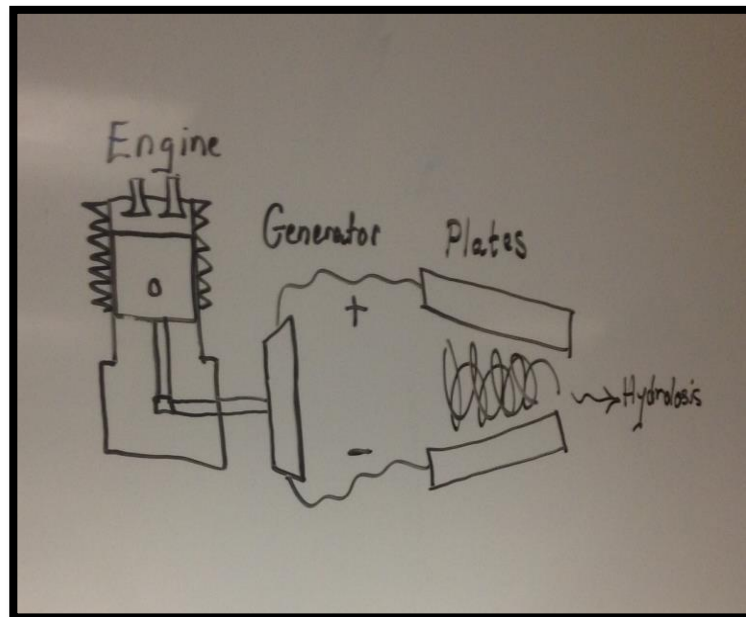 Engine
Generator
Plates
+
Hydrolosis
-